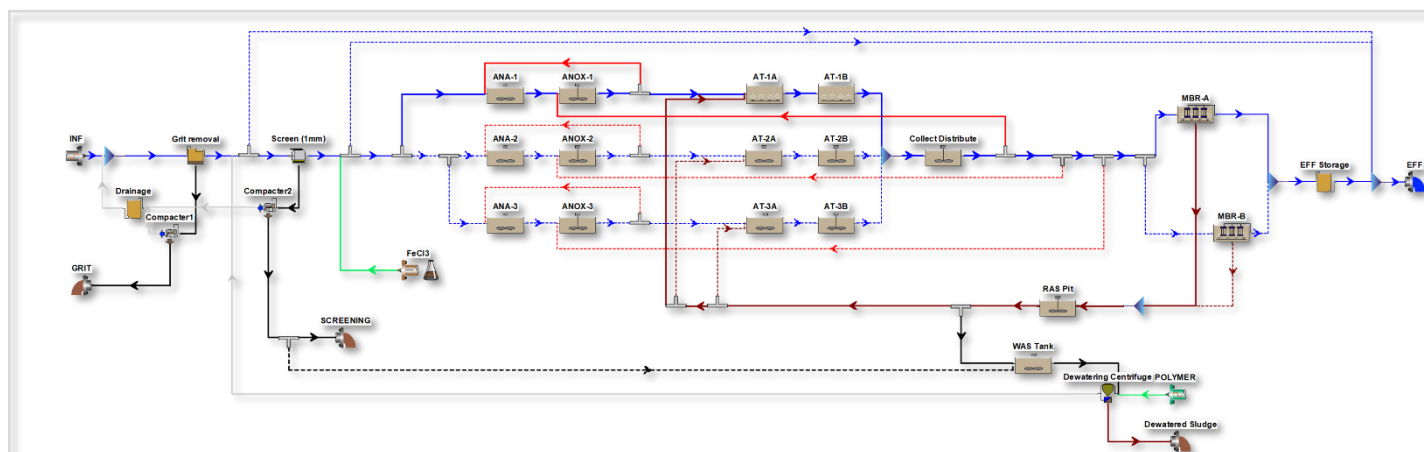 MBR-A
ANA-1 ANOX-1 AT-1A AT-1B
INF Grit removal Screen (1mm) ANA-2 ANOX-2 AT-2A AT-2B Collect Distribute
EFF Storage EFF
Drainage Compacter2
Compacter1
ANA-3 ANOX-3 AT-3A AT-3B
MBR-B
FeCl3
GRIT
RAS Pit
SCREENING
WAS Tank
Dewatering Centrifuge POLYMER
Dewatered Sludge